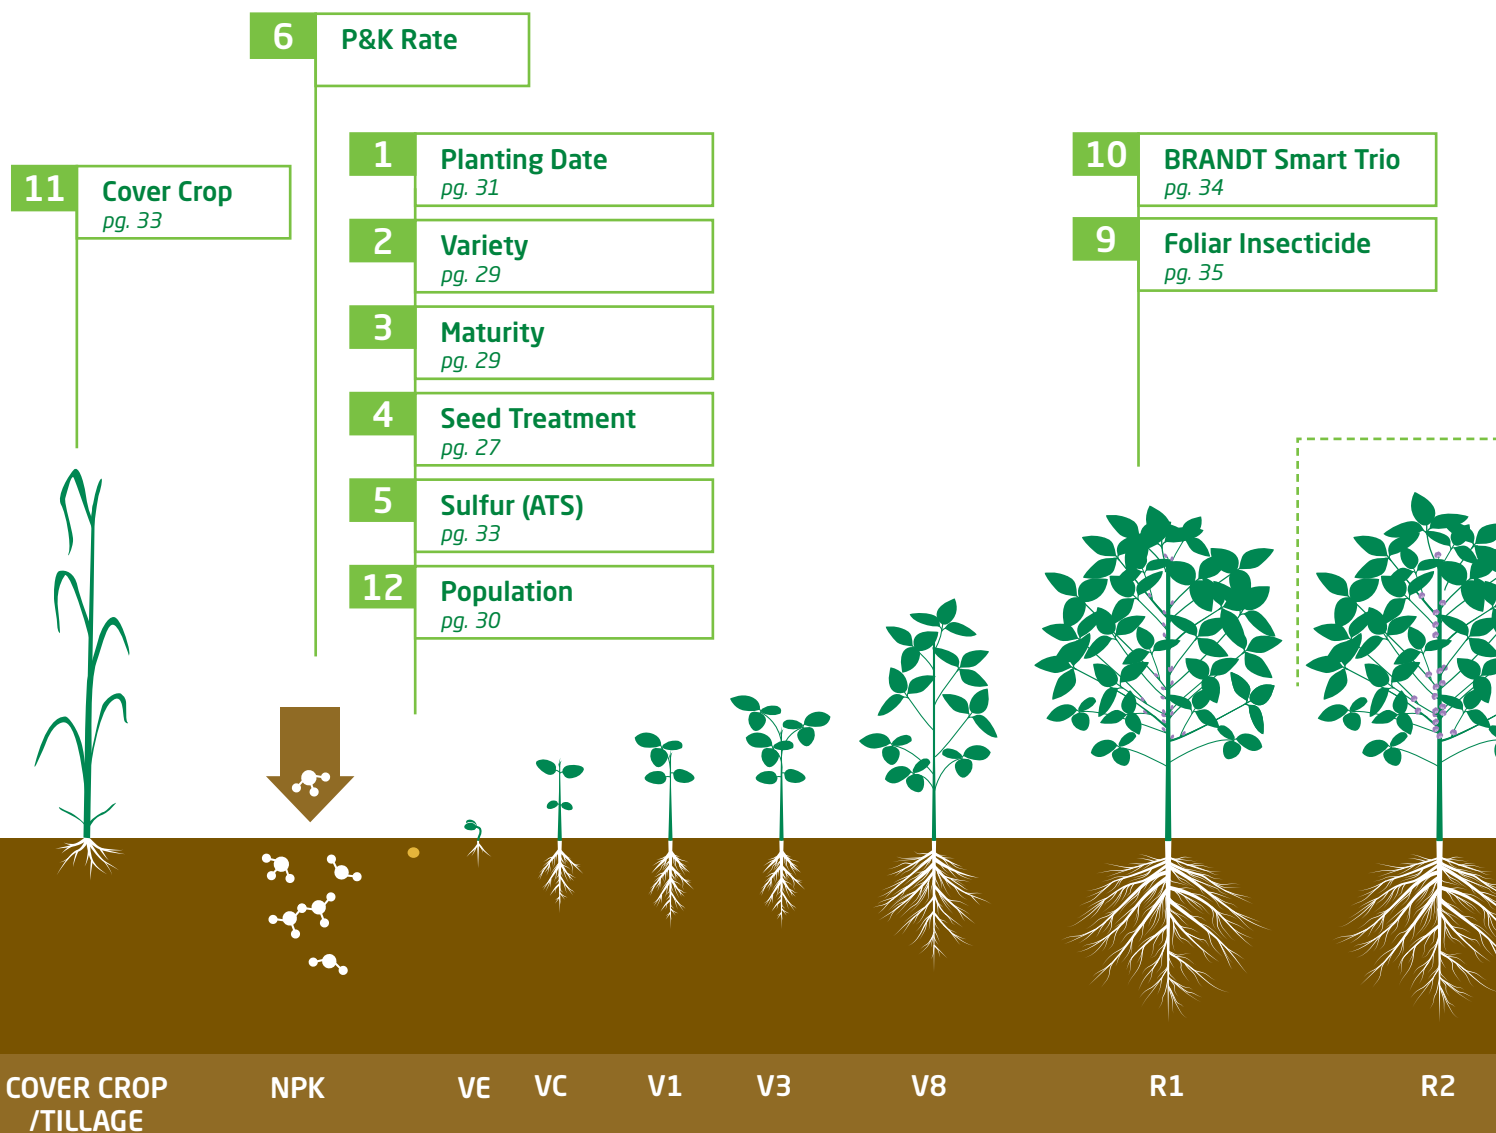 6
P&K Rate
11
Cover Crop
pg. 33
1
Planting Date
pg. 31
2
Variety
pg. 29
3
Maturity
pg. 29
4
Seed Treatment
pg. 27
5
Sulfur (ATS)
pg. 33
12
Population
pg. 30
10
BRANDT Smart Trio
pg. 34
9
Foliar Insecticide
pg. 35
COVER CROP
/TILLAGE
NPK
VE
VC
V1
V3
V8
R1
R2